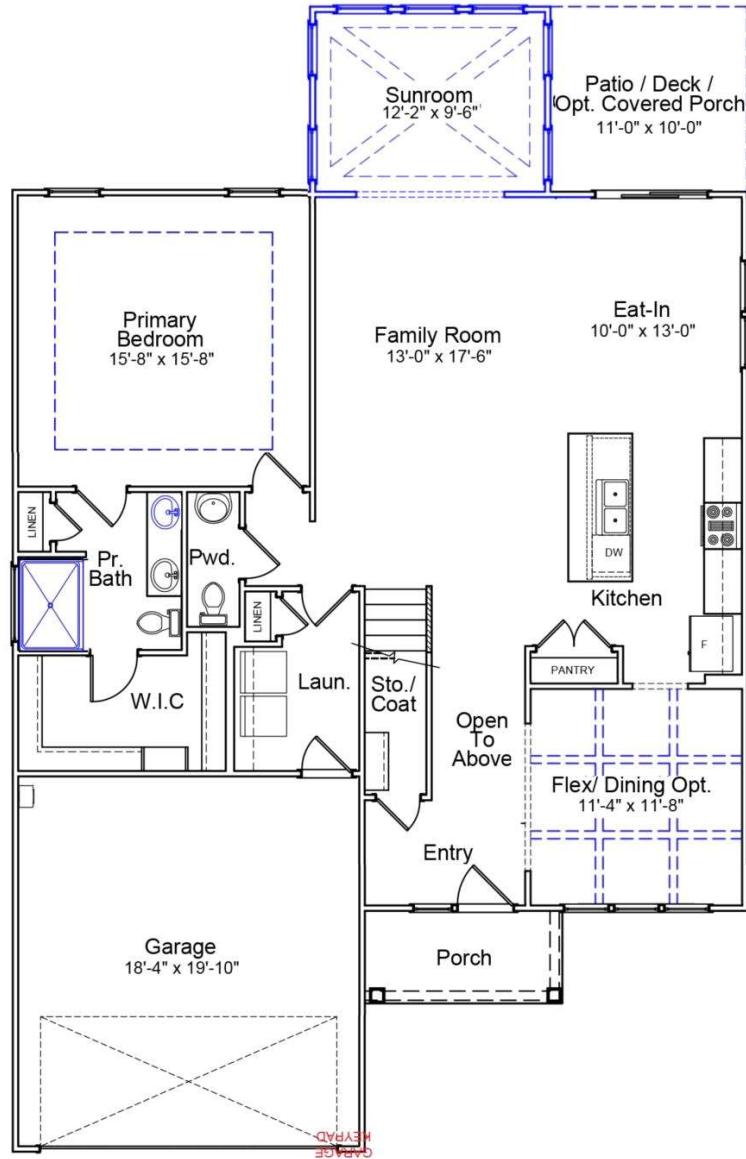 Sunroom
12'-2" x 9'-6"
Patio / Deck /
Opt. Covered Porch
11'-0" x 10'-0"
Primary
Bedroom
15'-8" x 15'-8"
Family Room
13'-0" x 17'-6"
Eat-In
10'-0" x 13'-0"
LINEN
Pr.
Bath
Pwd.
DW
Kitchen
LINEN
F
PANTRY
W.I.C
Laun.
Sto./
Coat
Open
To
Above
Flex/ Dining Opt.
11'-4" x 11'-8"
Entry
Garage
18'-4" x 19'-10"
Porch
GARAGE
KEYPAD